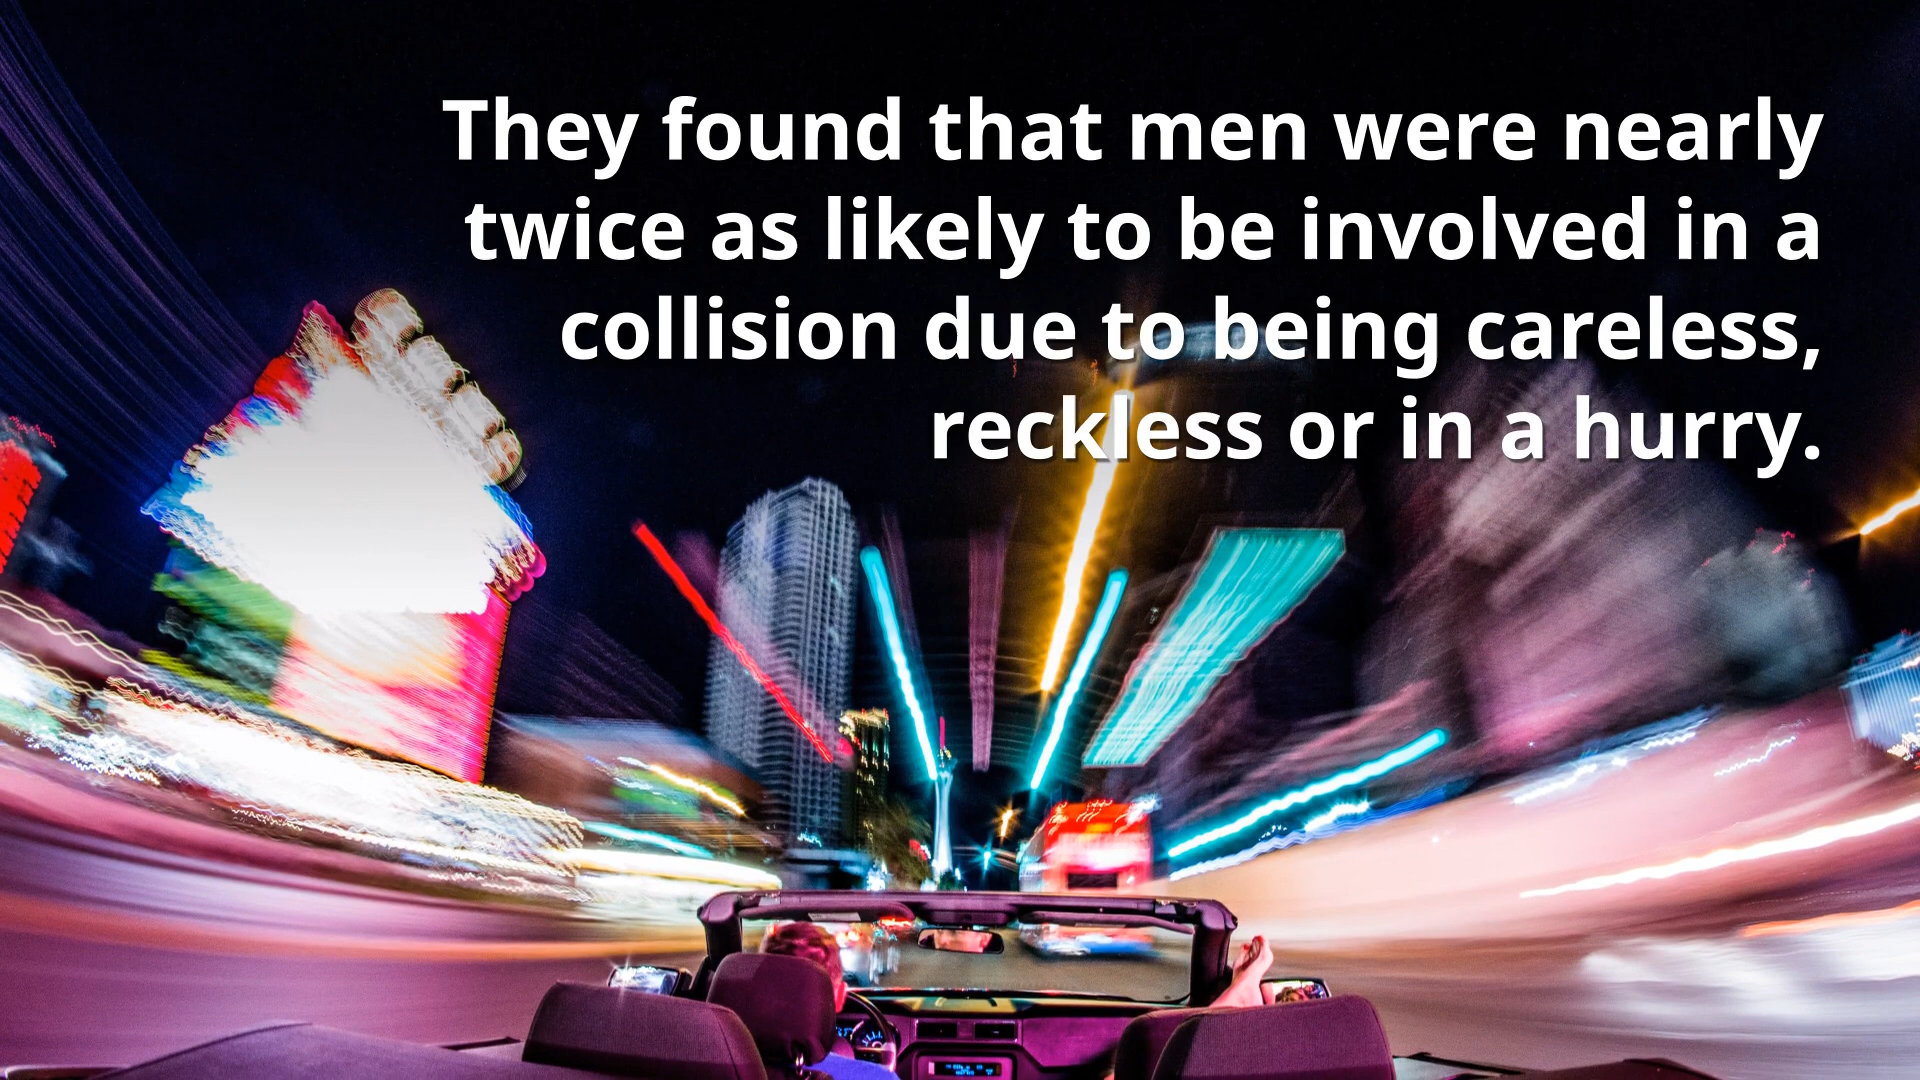 They found that men were nearly
twice as likely to be involved in a
collision due to being careless,
reckless or in a hurry.